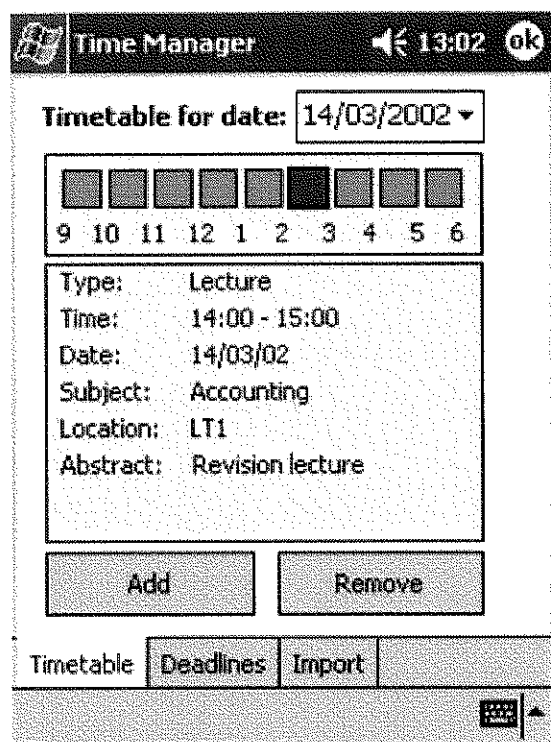 Time Manager 13:02 ok
Timetable for date: 14/03/2002
9 10 11 12 1 2 3 4 5 6
Type: Lecture
Time: 14:00 - 15:00
Date: 14/03/02
Subject: Accounting
Location: LT1
Abstract: Revision lecture
Add Remove
Timetable Deadlines Import